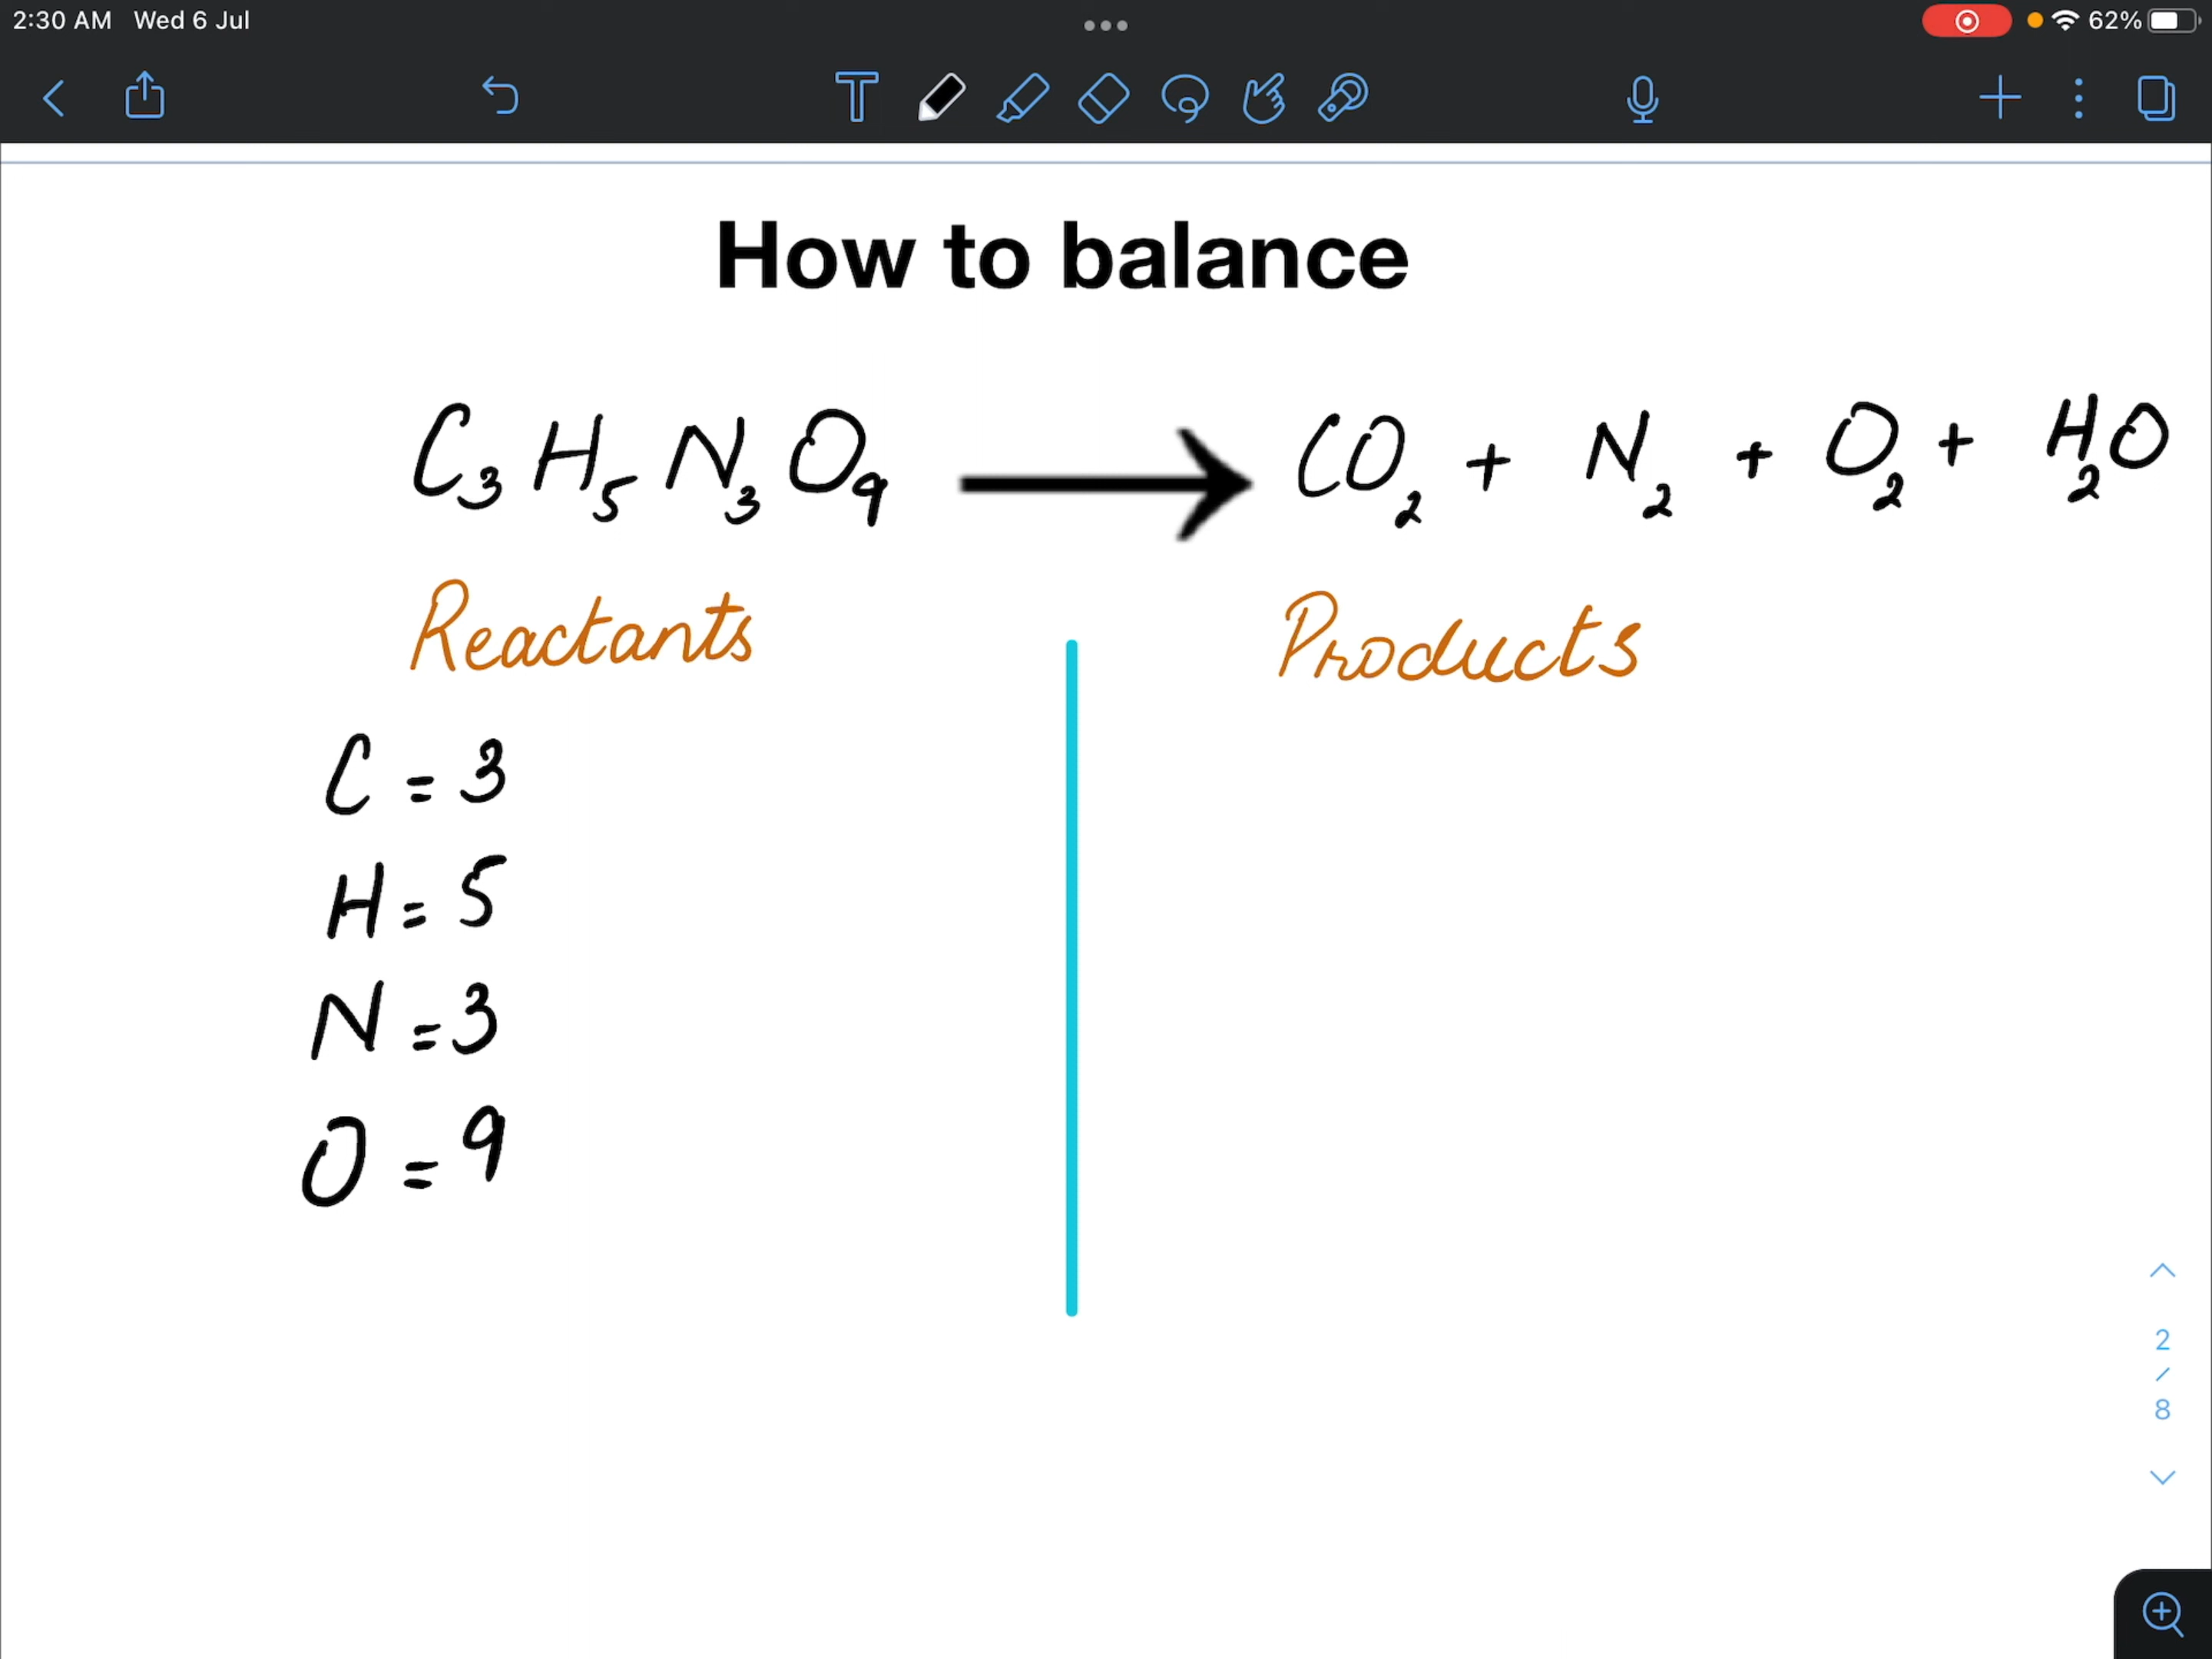 2:30 AM Wed 6 Jul 62%
T
How to balance
C₃H₅N₃O₉ → CO₂ + N₂ + O₂ + H₂O
Reactants Products
C = 3
H = 5
N = 3
O = 9
2
/
8